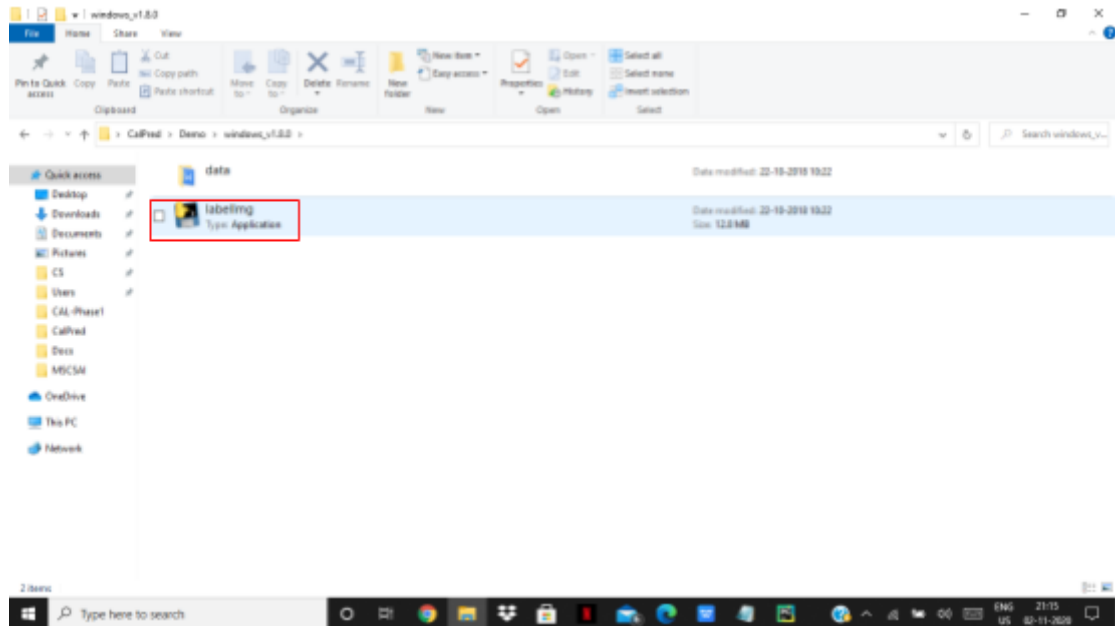 windows_v1.8.0
File Home Share View
Pin to Quick access
Copy
Paste
Cut
Copy path
Paste shortcut
Clipboard
Move to
Copy to
Delete
Rename
Organize
New folder
New item
Easy access
New
Properties
Open
Edit
History
Open
Select all
Select none
Invert selection
Select
CalPred > Demo > windows_v1.8.0 >
Search windows_v...
Quick access
Desktop
Downloads
Documents
Pictures
CS
Users
CAL-Phase1
CalPred
Docs
MSCSAI
OneDrive
This PC
Network
data
Date modified: 22-10-2018 10:22
labelImg
Type: Application
Date modified: 22-10-2018 10:22
Size: 12.0 MB
2 items
Type here to search
ENG
US
21:15
02-11-2020